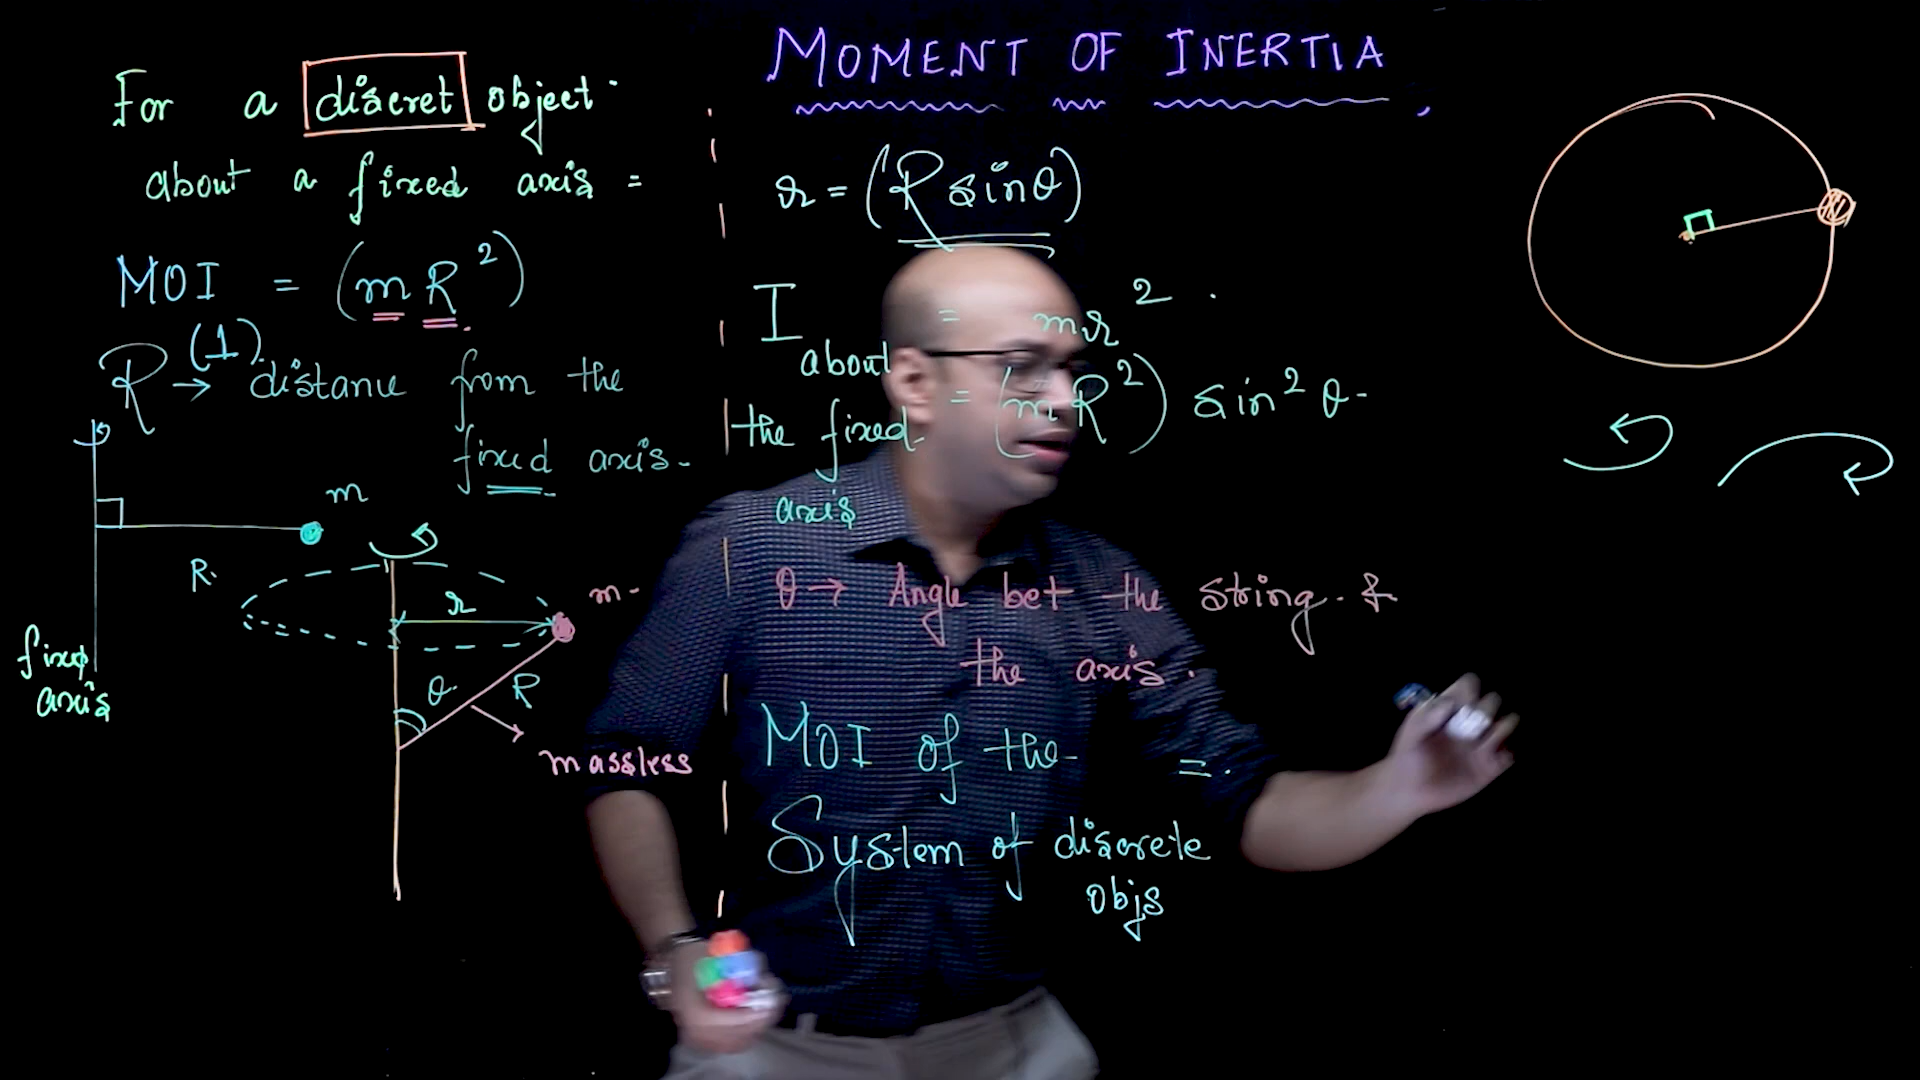 MOMENT OF INERTIA
For a discret object
about a fixed axis =
MOI = (mR²)
(1)
R → distance from the
fixed axis.
m
R.
fixed
axis
r
m.
θ.
R
massless
r = (R sinθ)
I about the fixed axis = mr².
= (mR²) sin²θ.
θ → Angle bet the string &
the axis.
MOI of the =.
System of discrete
objs